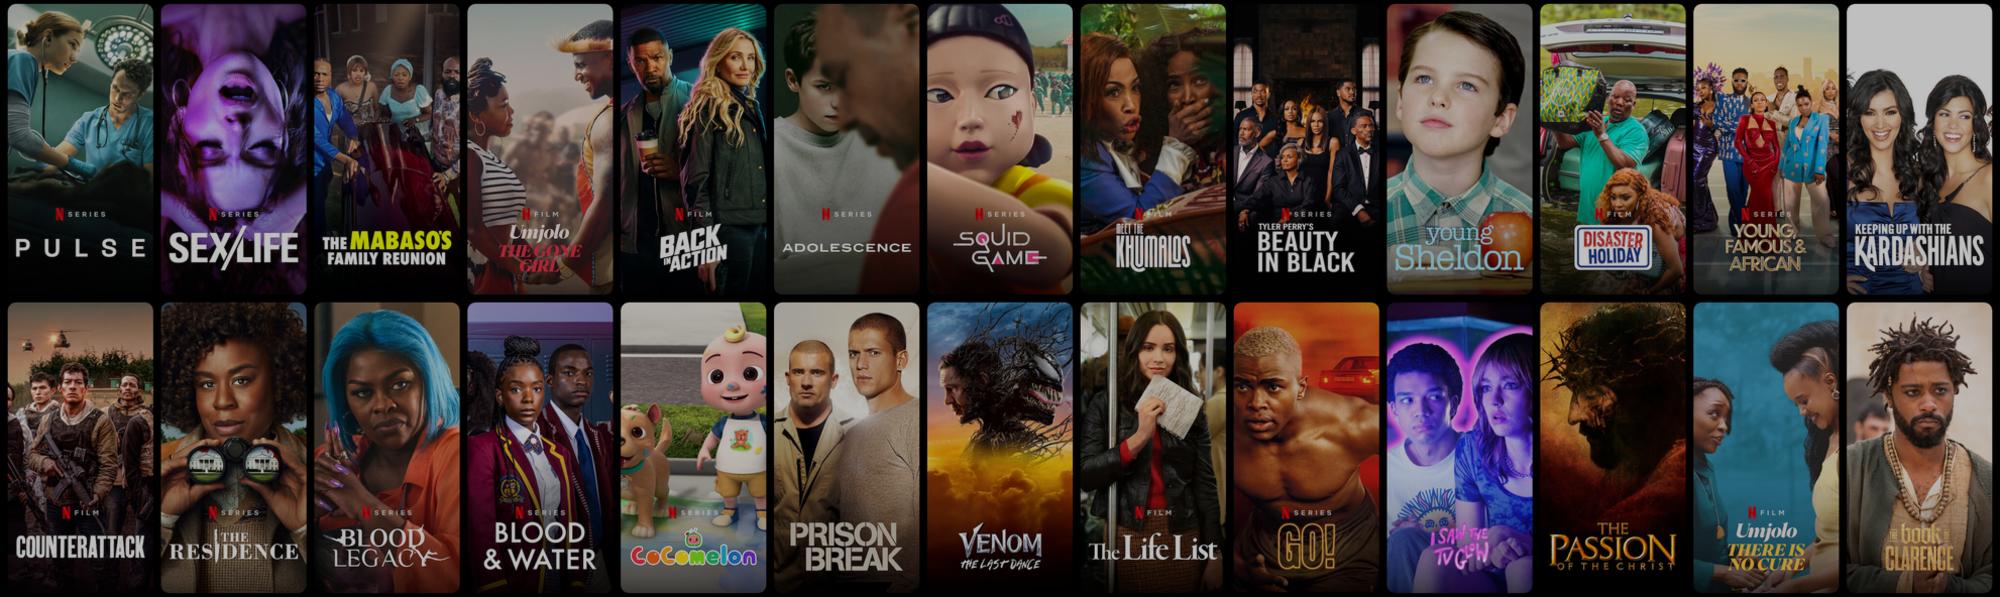 N SERIES
PULSE
N SERIES
SEX/LIFE
THE MABASO'S
FAMILY REUNION
N FILM
Umjolo
THE GONE
GIRL
N FILM
BACK
IN ACTION
N SERIES
ADOLESCENCE
N SERIES
SQUID
GAME
N FILM
MEET THE
KHUMALOS
N SERIES
TYLER PERRY'S
BEAUTY
IN BLACK
young
Sheldon
N FILM
DISASTER
HOLIDAY
N SERIES
YOUNG,
FAMOUS &
AFRICAN
KEEPING UP WITH THE
KARDASHIANS
N FILM
COUNTERATTACK
N SERIES
THE
RESIDENCE
N SERIES
BLOOD
LEGACY
N SERIES
BLOOD
& WATER
N SERIES
CoComelon
PRISON
BREAK
VENOM
THE LAST DANCE
N FILM
The Life List
N SERIES
GO!
I SAW THE
TV GLOW
THE
PASSION
OF THE CHRIST
N FILM
Umjolo
THERE IS
NO CURE
THE book OF
CLARENCE